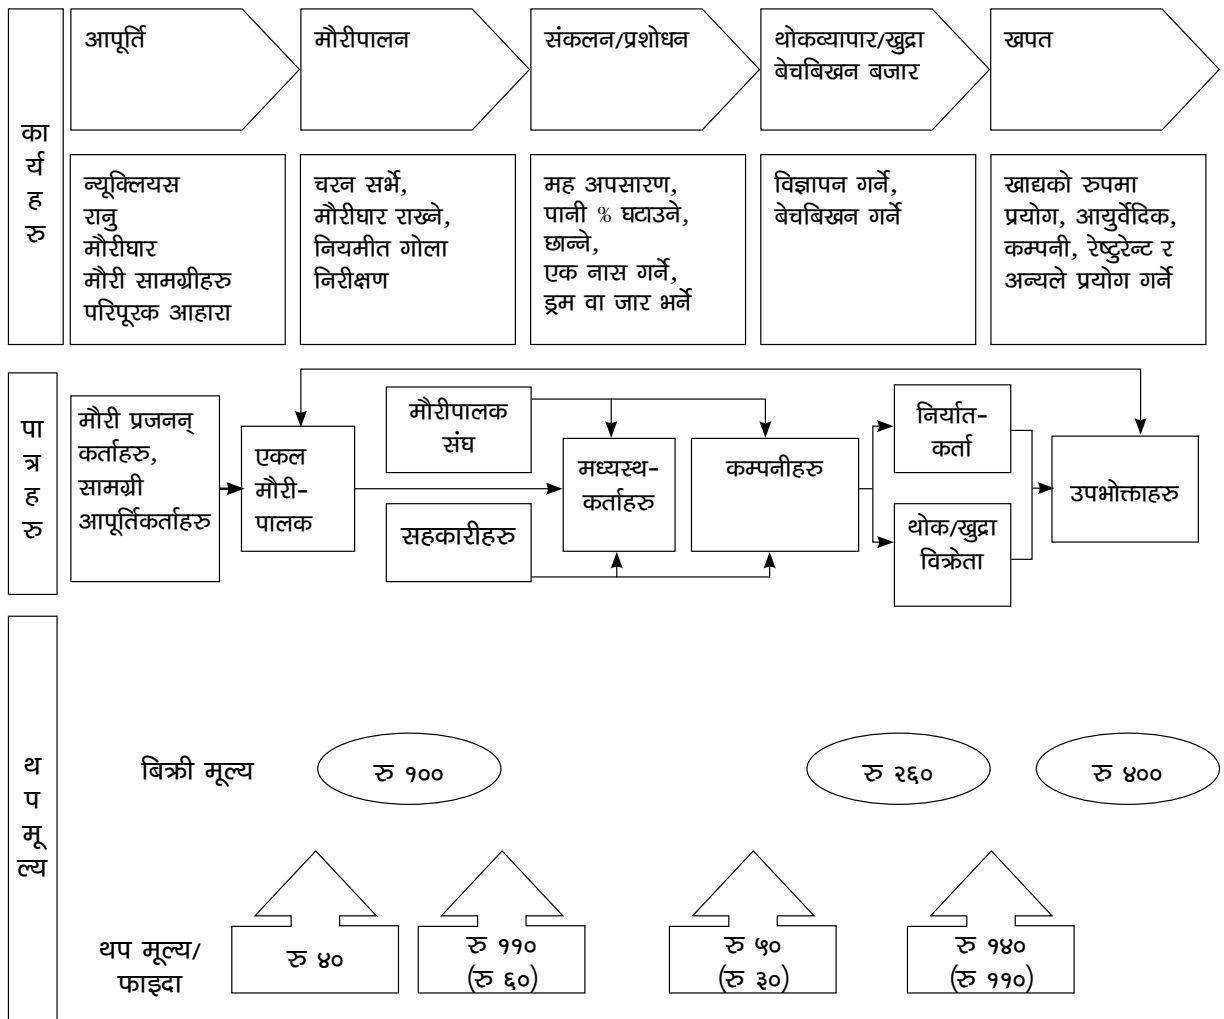 कार्यहरु
आपूर्ति
मौरीपालन
संकलन/प्रशोधन
थोकव्यापार/खुद्रा
बेचबिखन बजार
खपत
न्यूक्लियस
रानु
मौरीघार
मौरी सामग्रीहरु
परिपूरक आहारा
चरन सर्भे,
मौरीघार राख्ने,
नियमीत गोला
निरीक्षण
मह अपसारण,
पानी % घटाउने,
छान्ने,
एक नास गर्ने,
ड्रम वा जार भर्ने
विज्ञापन गर्ने,
बेचबिखन गर्ने
खाद्यको रुपमा
प्रयोग, आयुर्वेदिक,
कम्पनी, रेष्टुरेन्ट र
अन्यले प्रयोग गर्ने
पात्रहरु
मौरी प्रजनन्
कर्ताहरु,
सामग्री
आपूर्तिकर्ताहरु
एकल
मौरी-
पालक
मौरीपालक
संघ
सहकारीहरु
मध्यस्थ-
कर्ताहरु
कम्पनीहरु
निर्यात-
कर्ता
थोक/खुद्रा
विक्रेता
उपभोक्ताहरु
थप मूल्य
बिक्री मूल्य
रु १००
रु २६०
रु ४००
थप मूल्य/
फाइदा
रु ४०
रु ११०
(रु ६०)
रु ५०
(रु ३०)
रु १४०
(रु ११०)